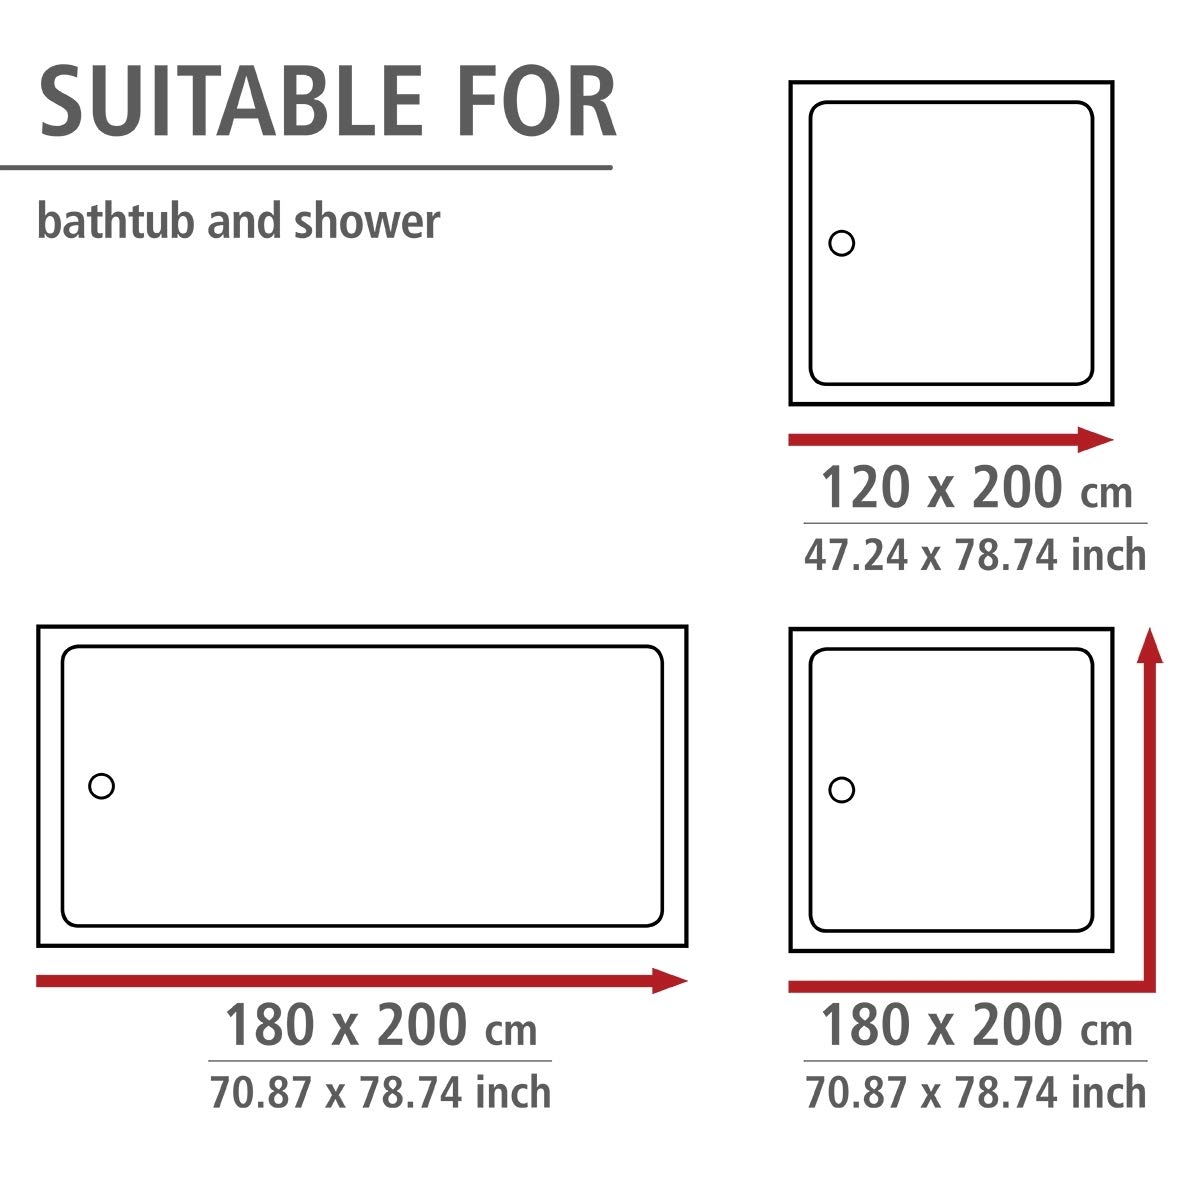 SUITABLE FOR
bathtub and shower
120 x 200 cm
47.24 x 78.74 inch
180 x 200 cm
70.87 x 78.74 inch
180 x 200 cm
70.87 x 78.74 inch